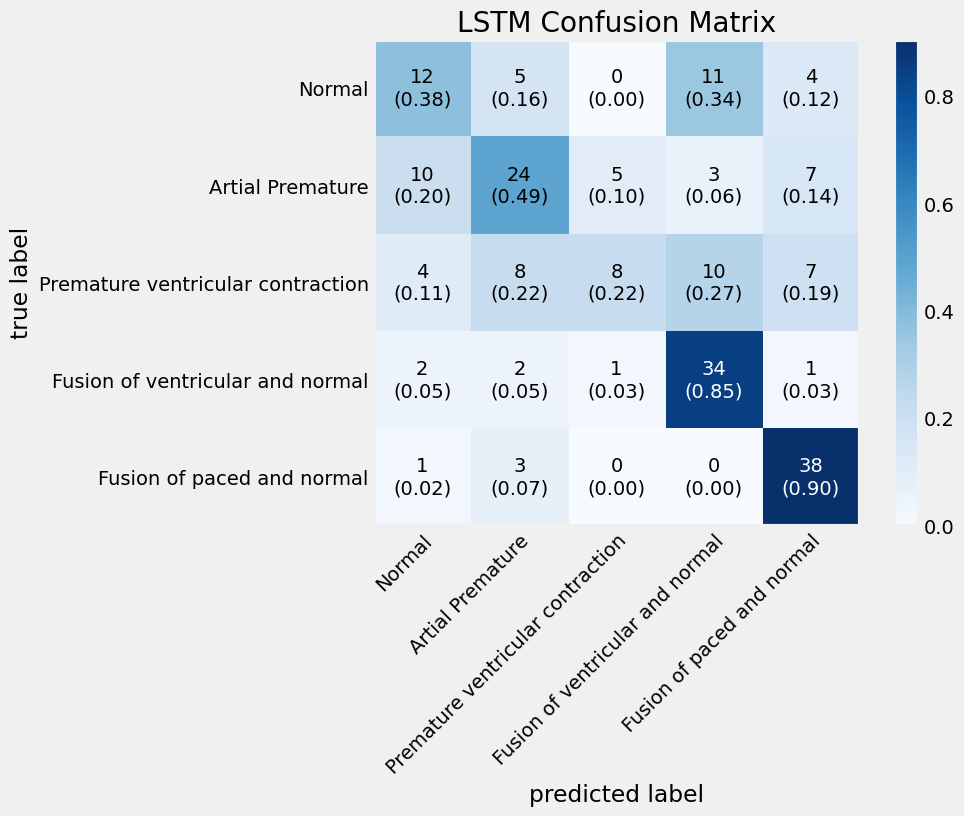 LSTM Confusion Matrix
Normal
12 5 0 11 4
(0.38) (0.16) (0.00) (0.34) (0.12)
Artial Premature
10 24 5 3 7
(0.20) (0.49) (0.10) (0.06) (0.14)
Premature ventricular contraction
4 8 8 10 7
(0.11) (0.22) (0.22) (0.27) (0.19)
Fusion of ventricular and normal
2 2 1 34 1
(0.05) (0.05) (0.03) (0.85) (0.03)
Fusion of paced and normal
1 3 0 0 38
(0.02) (0.07) (0.00) (0.00) (0.90)
true label
0.8
0.6
0.4
0.2
0.0
Normal
Artial Premature
Premature ventricular contraction
Fusion of ventricular and normal
Fusion of paced and normal
predicted label